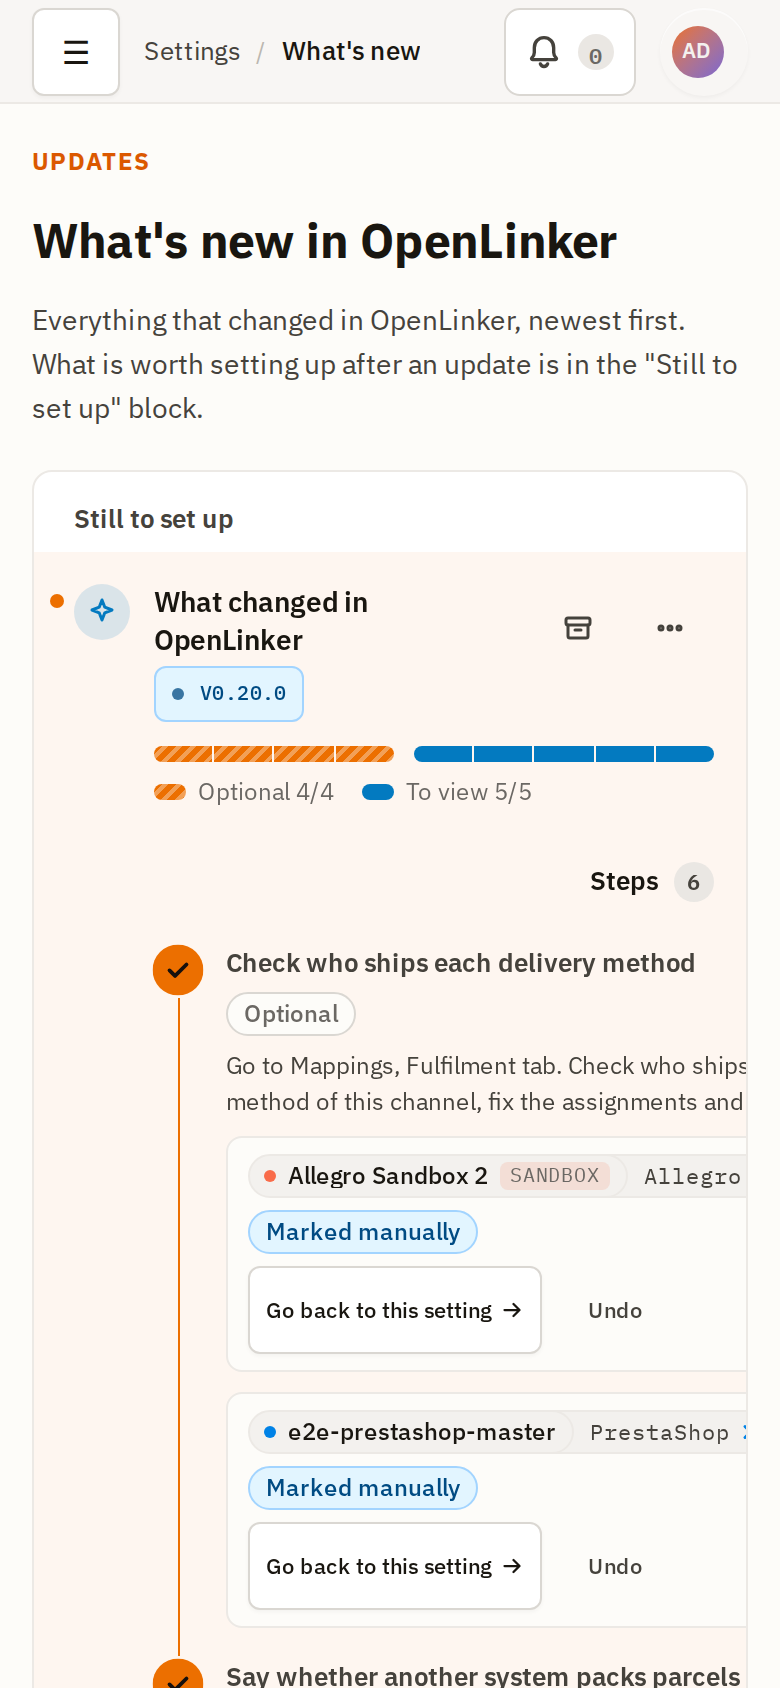 ☰ Settings / What's new 0 AD
UPDATES
What's new in OpenLinker
Everything that changed in OpenLinker, newest first.
What is worth setting up after an update is in the "Still to
set up" block.
Still to set up
What changed in
OpenLinker
V0.20.0
Optional 4/4 To view 5/5
Steps 6
Check who ships each delivery method
Optional
Go to Mappings, Fulfilment tab. Check who ships
method of this channel, fix the assignments and
Allegro Sandbox 2 SANDBOX Allegro
Marked manually
Go back to this setting → Undo
e2e-prestashop-master PrestaShop
Marked manually
Go back to this setting → Undo
Say whether another system packs parcels